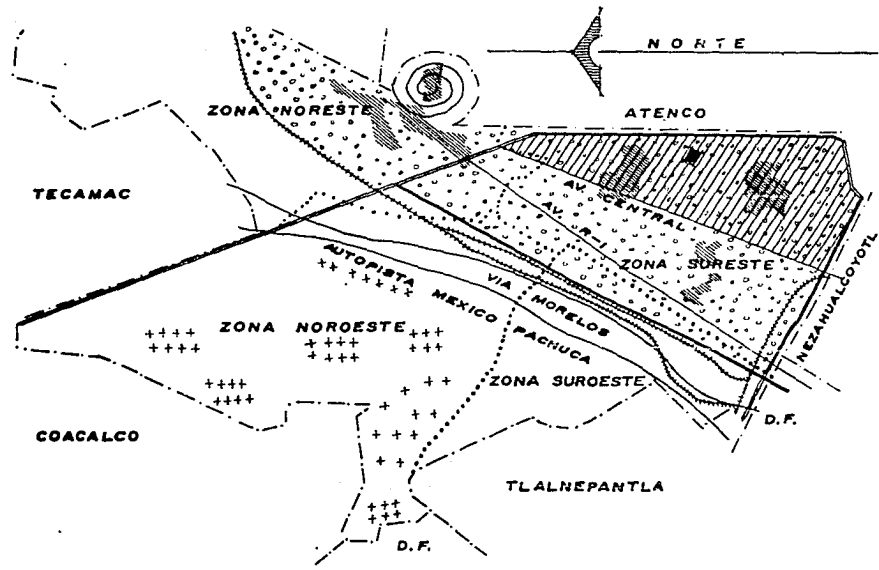 NORTE
ZONA NORESTE
ATENCO
TECAMAC
AV. CENTRAL
AV. R-1
ZONA SURESTE
NEZAHUALCOYOTL
AUTOPISTA MEXICO PACHUCA
VIA MORELOS
ZONA NOROESTE
ZONA SUROESTE
COACALCO
D.F.
TLALNEPANTLA
D.F.